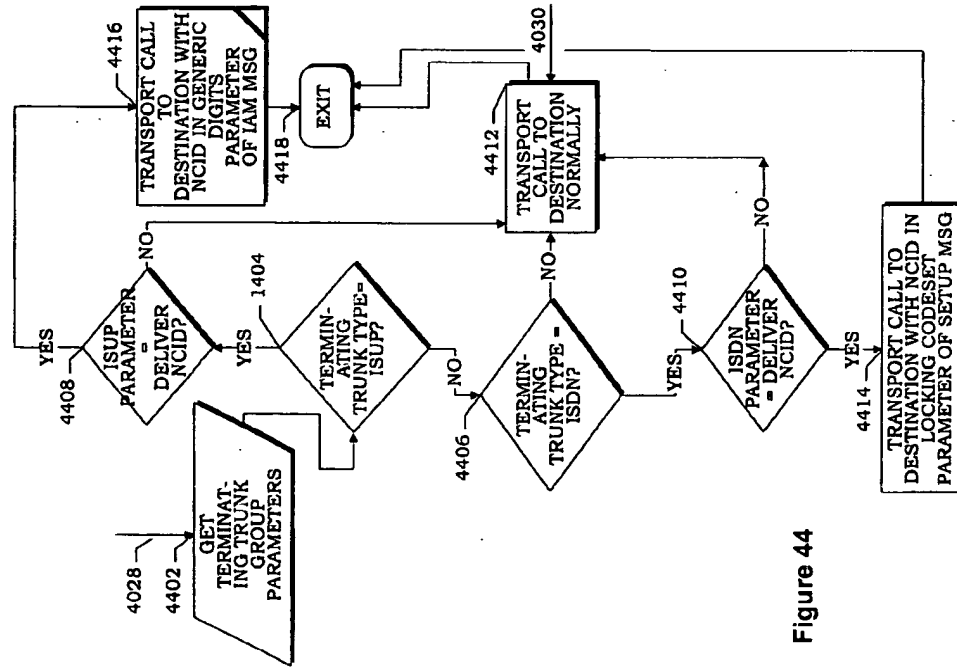 4028
4402
GET
TERMINAT-
ING TRUNK
GROUP
PARAMETERS
4408
ISUP
PARAMETER
=
DELIVER
NCID?
YES
NO
4416
TRANSPORT CALL
TO
DESTINATION WITH
NCID IN GENERIC
DIGITS
PARAMETER
OF IAM MSG
4418
EXIT
YES
1404
TERMIN-
ATING
TRUNK TYPE=
ISUP?
NO
4406
TERMIN-
ATING
TRUNK TYPE =
ISDN?
NO
YES
4412
TRANSPORT
CALL TO
DESTINATION
NORMALLY
4030
4410
ISDN
PARAMETER
= DELIVER
NCID?
NO
YES
4414
TRANSPORT CALL TO
DESTINATION WITH NCID IN
LOCKING CODESET
PARAMETER OF SETUP MSG
Figure 44